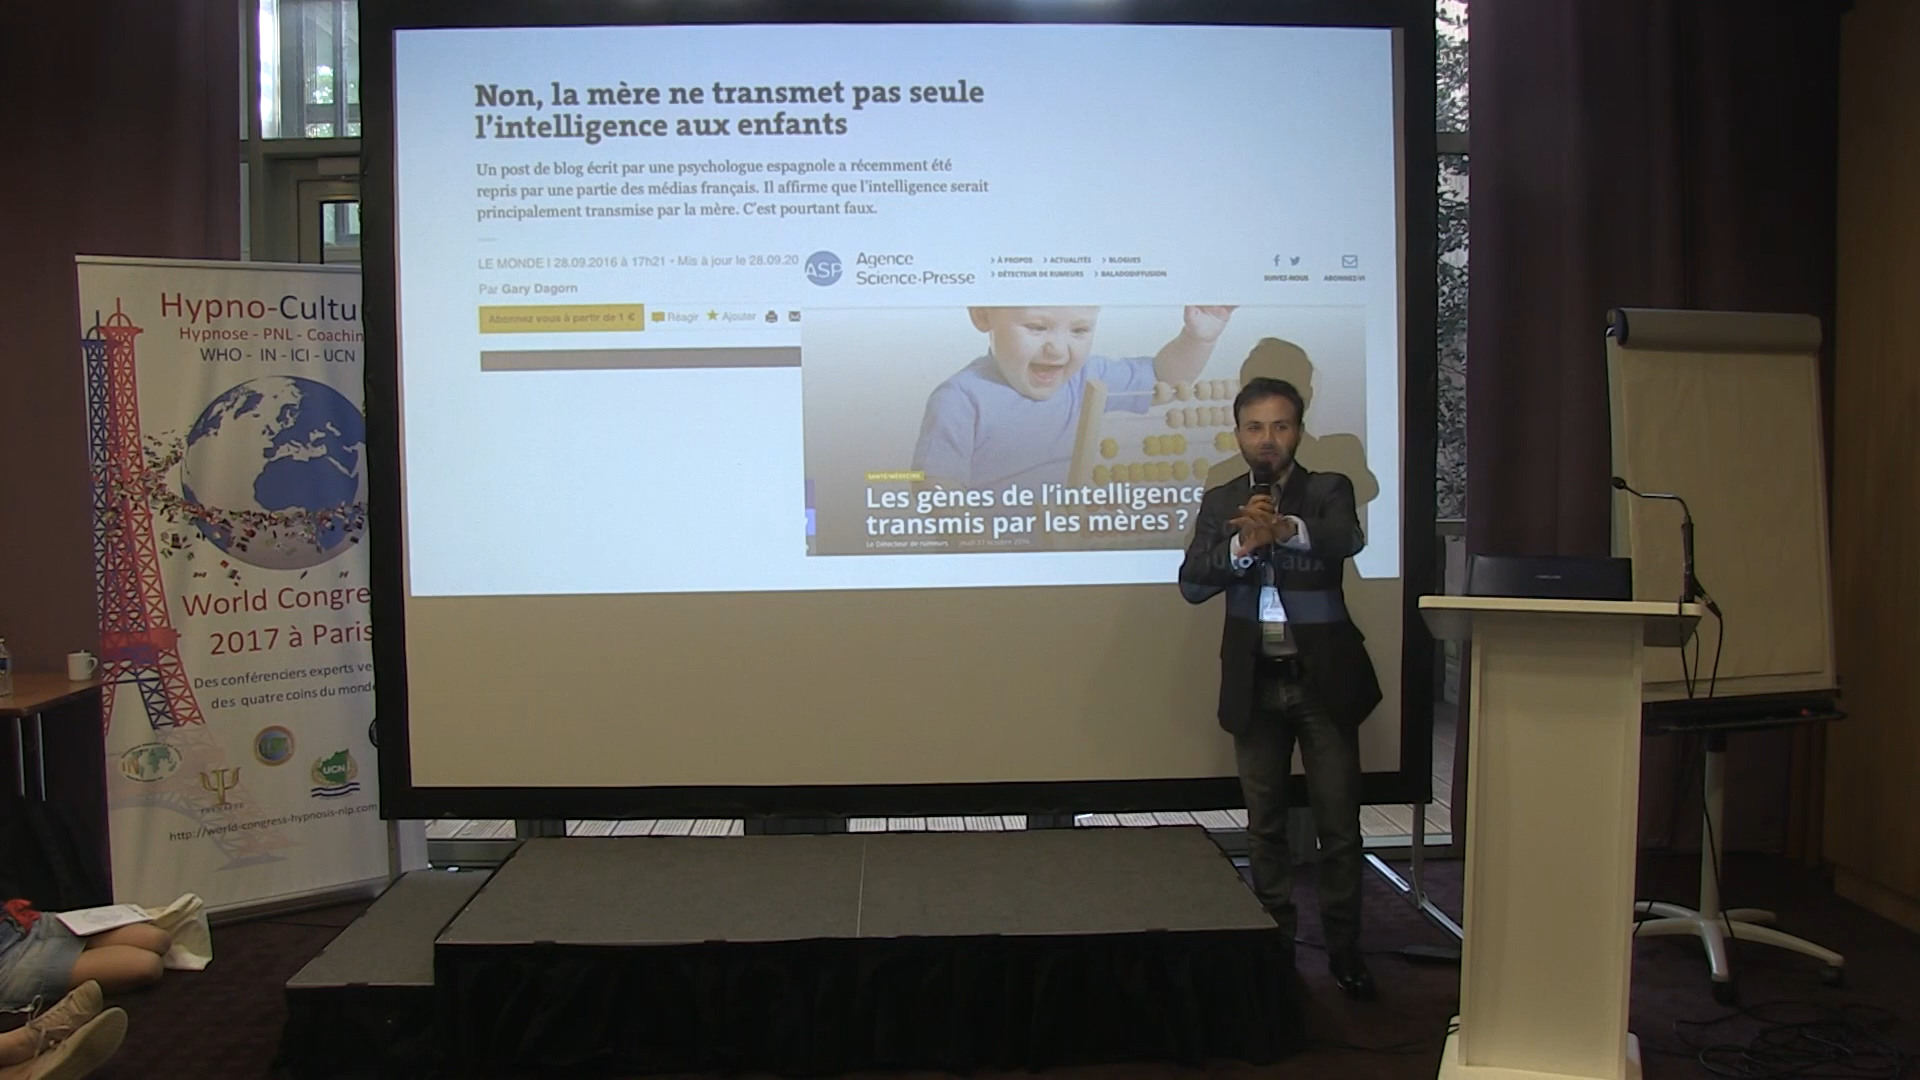 Non, la mère ne transmet pas seule
l'intelligence aux enfants
Un post de blog écrit par une psychologue espagnole a récemment été
repris par une partie des médias français. Il affirme que l'intelligence serait
principalement transmise par la mère. C'est pourtant faux.
LE MONDE | 28.09.2016 à 17h21 • Mis à jour le 28.09.20
Par Gary Dagorn
Abonnez vous à partir de 1 €
Réagir
Ajouter
ASP
Agence
Science-Presse
> À PROPOS > ACTUALITÉS > BLOGUES
> DÉTECTEUR DE RUMEURS > BALADODIFFUSION
SUIVEZ-NOUS
SANTÉ/MÉDECINE
Les gènes de l'intelligence
transmis par les mères ?
Le Détecteur de rumeurs
Hypno-Cultu
Hypnose - PNL - Coachin
WHO - IN - ICI - UCN
World Congre
2017 à Paris
Des conférenciers experts ve
des quatre coins du mond
UCN
http://world-congress-hypnosis-nlp.com